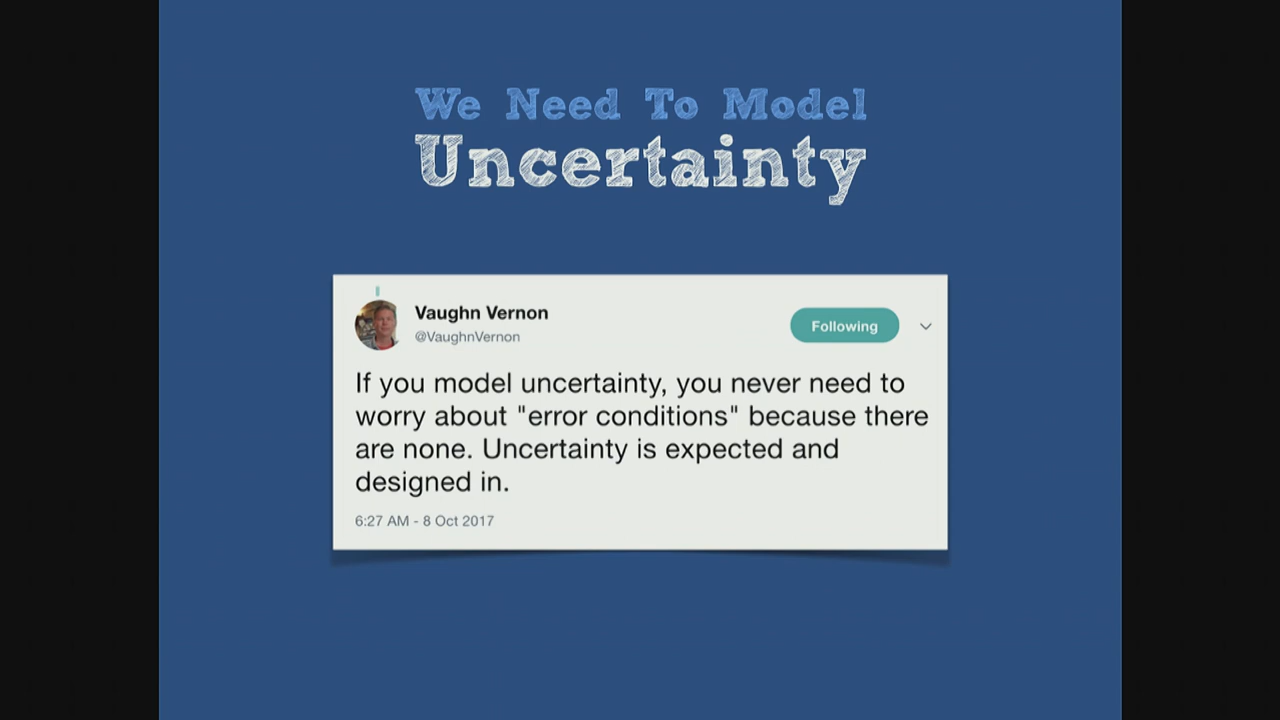 We Need To Model
Uncertainty
Vaughn Vernon
@VaughnVernon
Following
If you model uncertainty, you never need to
worry about "error conditions" because there
are none. Uncertainty is expected and
designed in.
6:27 AM - 8 Oct 2017